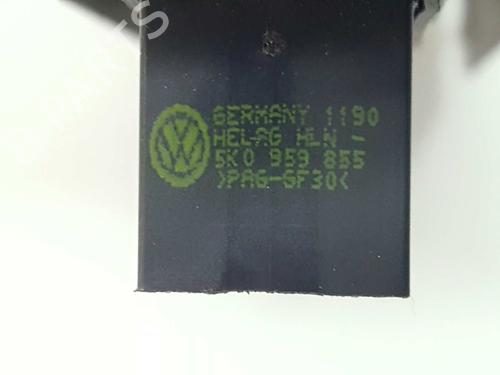 GERMANY 1190
HELAG HLN -
5K0 959 855
>PA6-GF30<